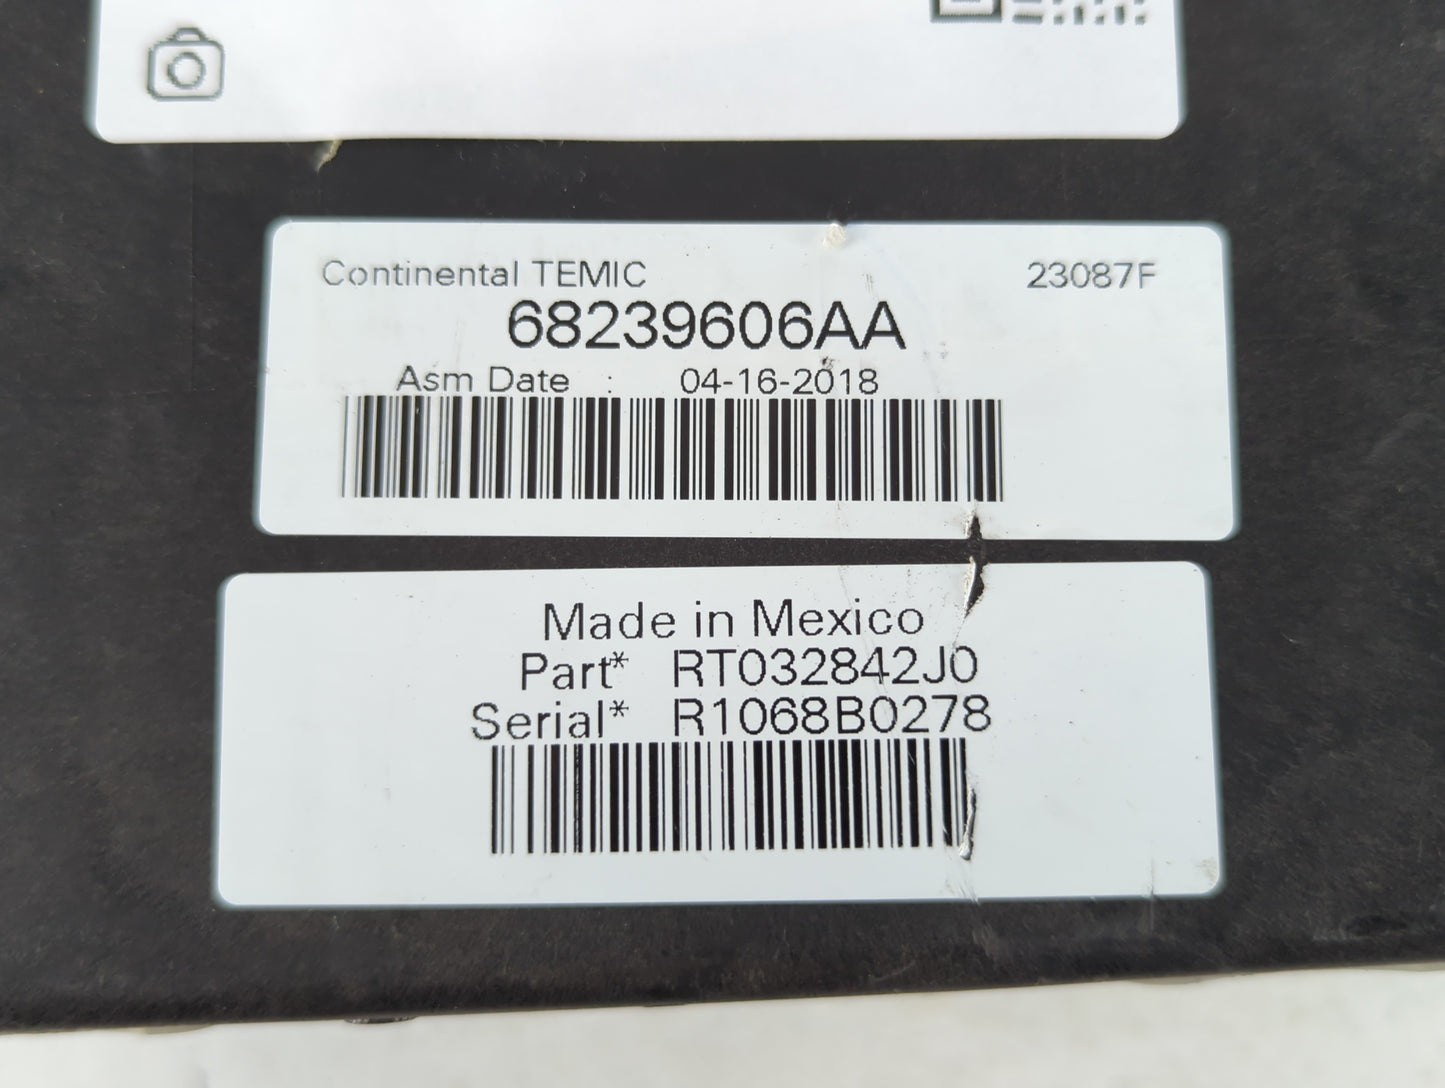 Continental TEMIC 23087F
68239606AA
Asm Date : 04-16-2018
Made in Mexico
Part* RT032842J0
Serial* R1068B0278